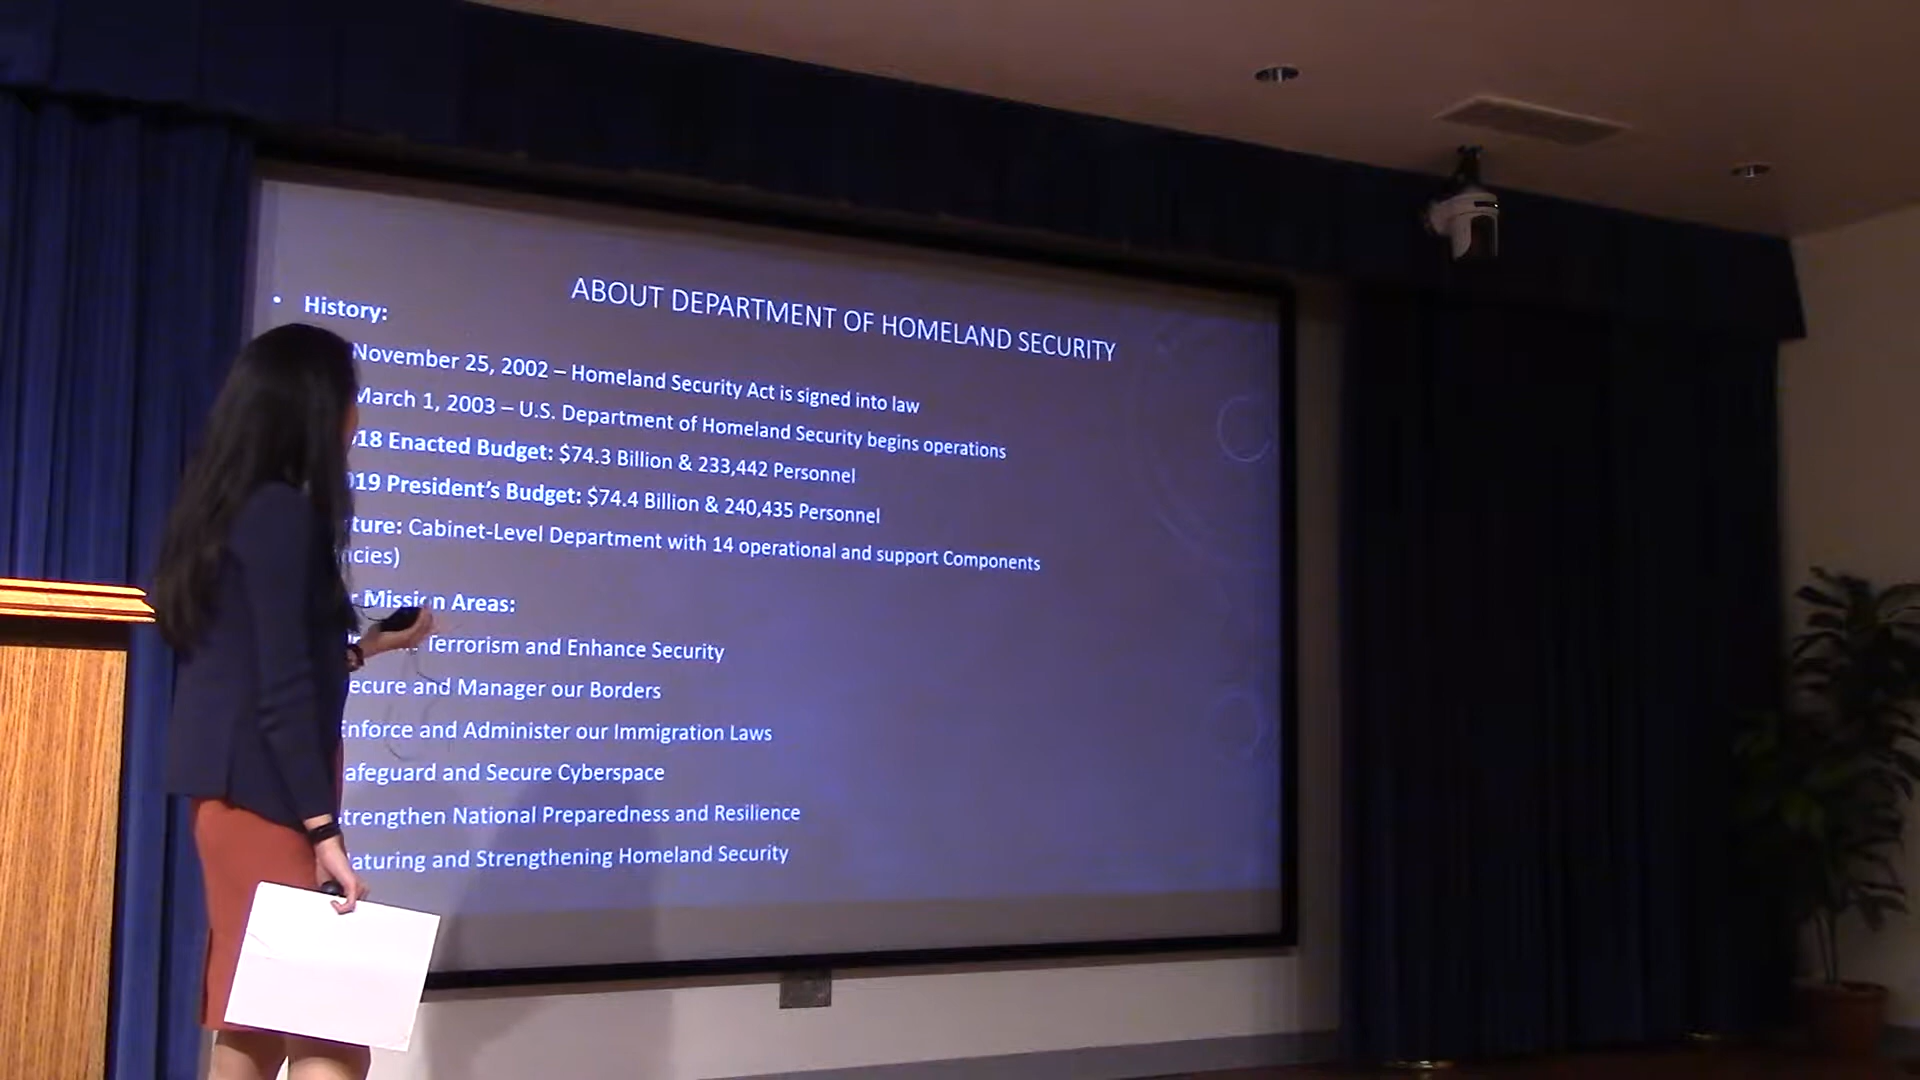 ABOUT DEPARTMENT OF HOMELAND SECURITY
• History:
November 25, 2002 – Homeland Security Act is signed into law
March 1, 2003 – U.S. Department of Homeland Security begins operations
18 Enacted Budget: $74.3 Billion & 233,442 Personnel
19 President's Budget: $74.4 Billion & 240,435 Personnel
ture: Cabinet-Level Department with 14 operational and support Components
ncies)
r Mission Areas:
Terrorism and Enhance Security
ecure and Manager our Borders
Enforce and Administer our Immigration Laws
afeguard and Secure Cyberspace
trengthen National Preparedness and Resilience
aturing and Strengthening Homeland Security